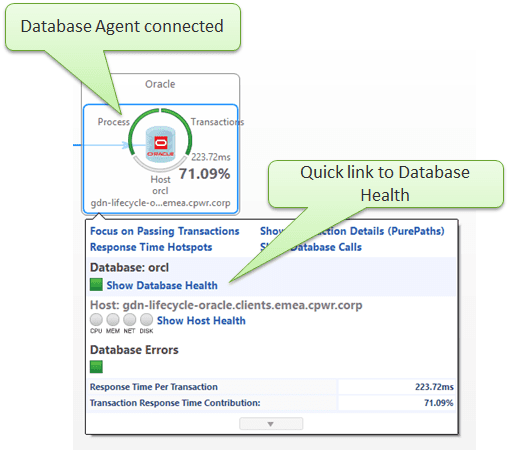 Database Agent connected
Oracle
Process
Transactions
ORACLE
223.72ms
71.09%
Host
orcl
gdn-lifecycle-o...emea.cpwr.corp
Quick link to Database
Health
Focus on Passing Transactions
Show
ction Details (PurePaths)
Response Time Hotspots
Database Calls
Database: orcl
Show Database Health
Host: gdn-lifecycle-oracle.clients.emea.cpwr.corp
CPU MEM NET DISK
Show Host Health
Database Errors
Response Time Per Transaction 223.72ms
Transaction Response Time Contribution: 71.09%